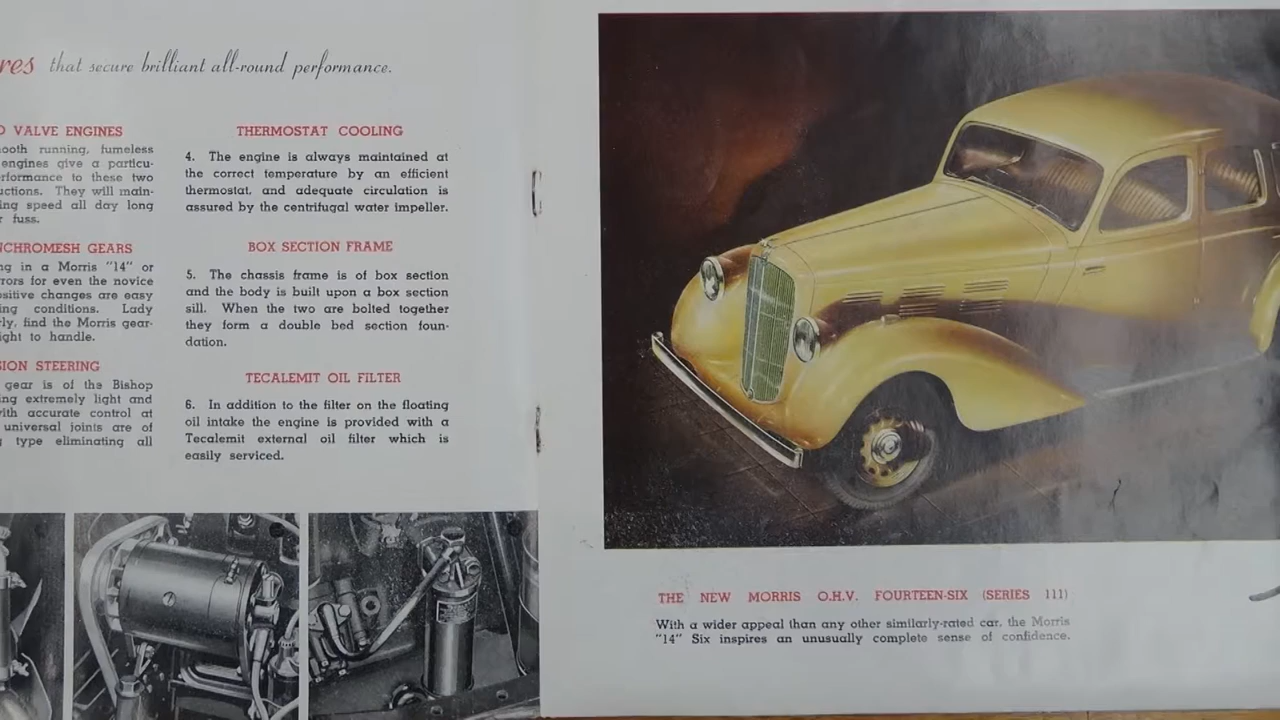 res that secure brilliant all-round performance.
VALVE ENGINES
ooth running, fumeless
engines give a particu-
rformance to these two
uctions. They will main-
ing speed all day long
r fuss.
NCHROMESH GEARS
ng in a Morris "14" or
rors for even the novice
ositive changes are easy
ing conditions. Lady
rly, find the Morris gear-
ight to handle.
SION STEERING
gear is of the Bishop
ing extremely light and
with accurate control at
universal joints are of
g type eliminating all
THERMOSTAT COOLING
4. The engine is always maintained at
the correct temperature by an efficient
thermostat, and adequate circulation is
assured by the centrifugal water impeller.
BOX SECTION FRAME
5. The chassis frame is of box section
and the body is built upon a box section
sill. When the two are bolted together
they form a double bed section foun-
dation.
TECALEMIT OIL FILTER
6. In addition to the filter on the floating
oil intake the engine is provided with a
Tecalemit external oil filter which is
easily serviced.
THE NEW MORRIS O.H.V. FOURTEEN-SIX (SERIES 111)
With a wider appeal than any other similarly-rated car, the Morris
"14" Six inspires an unusually complete sense of confidence.